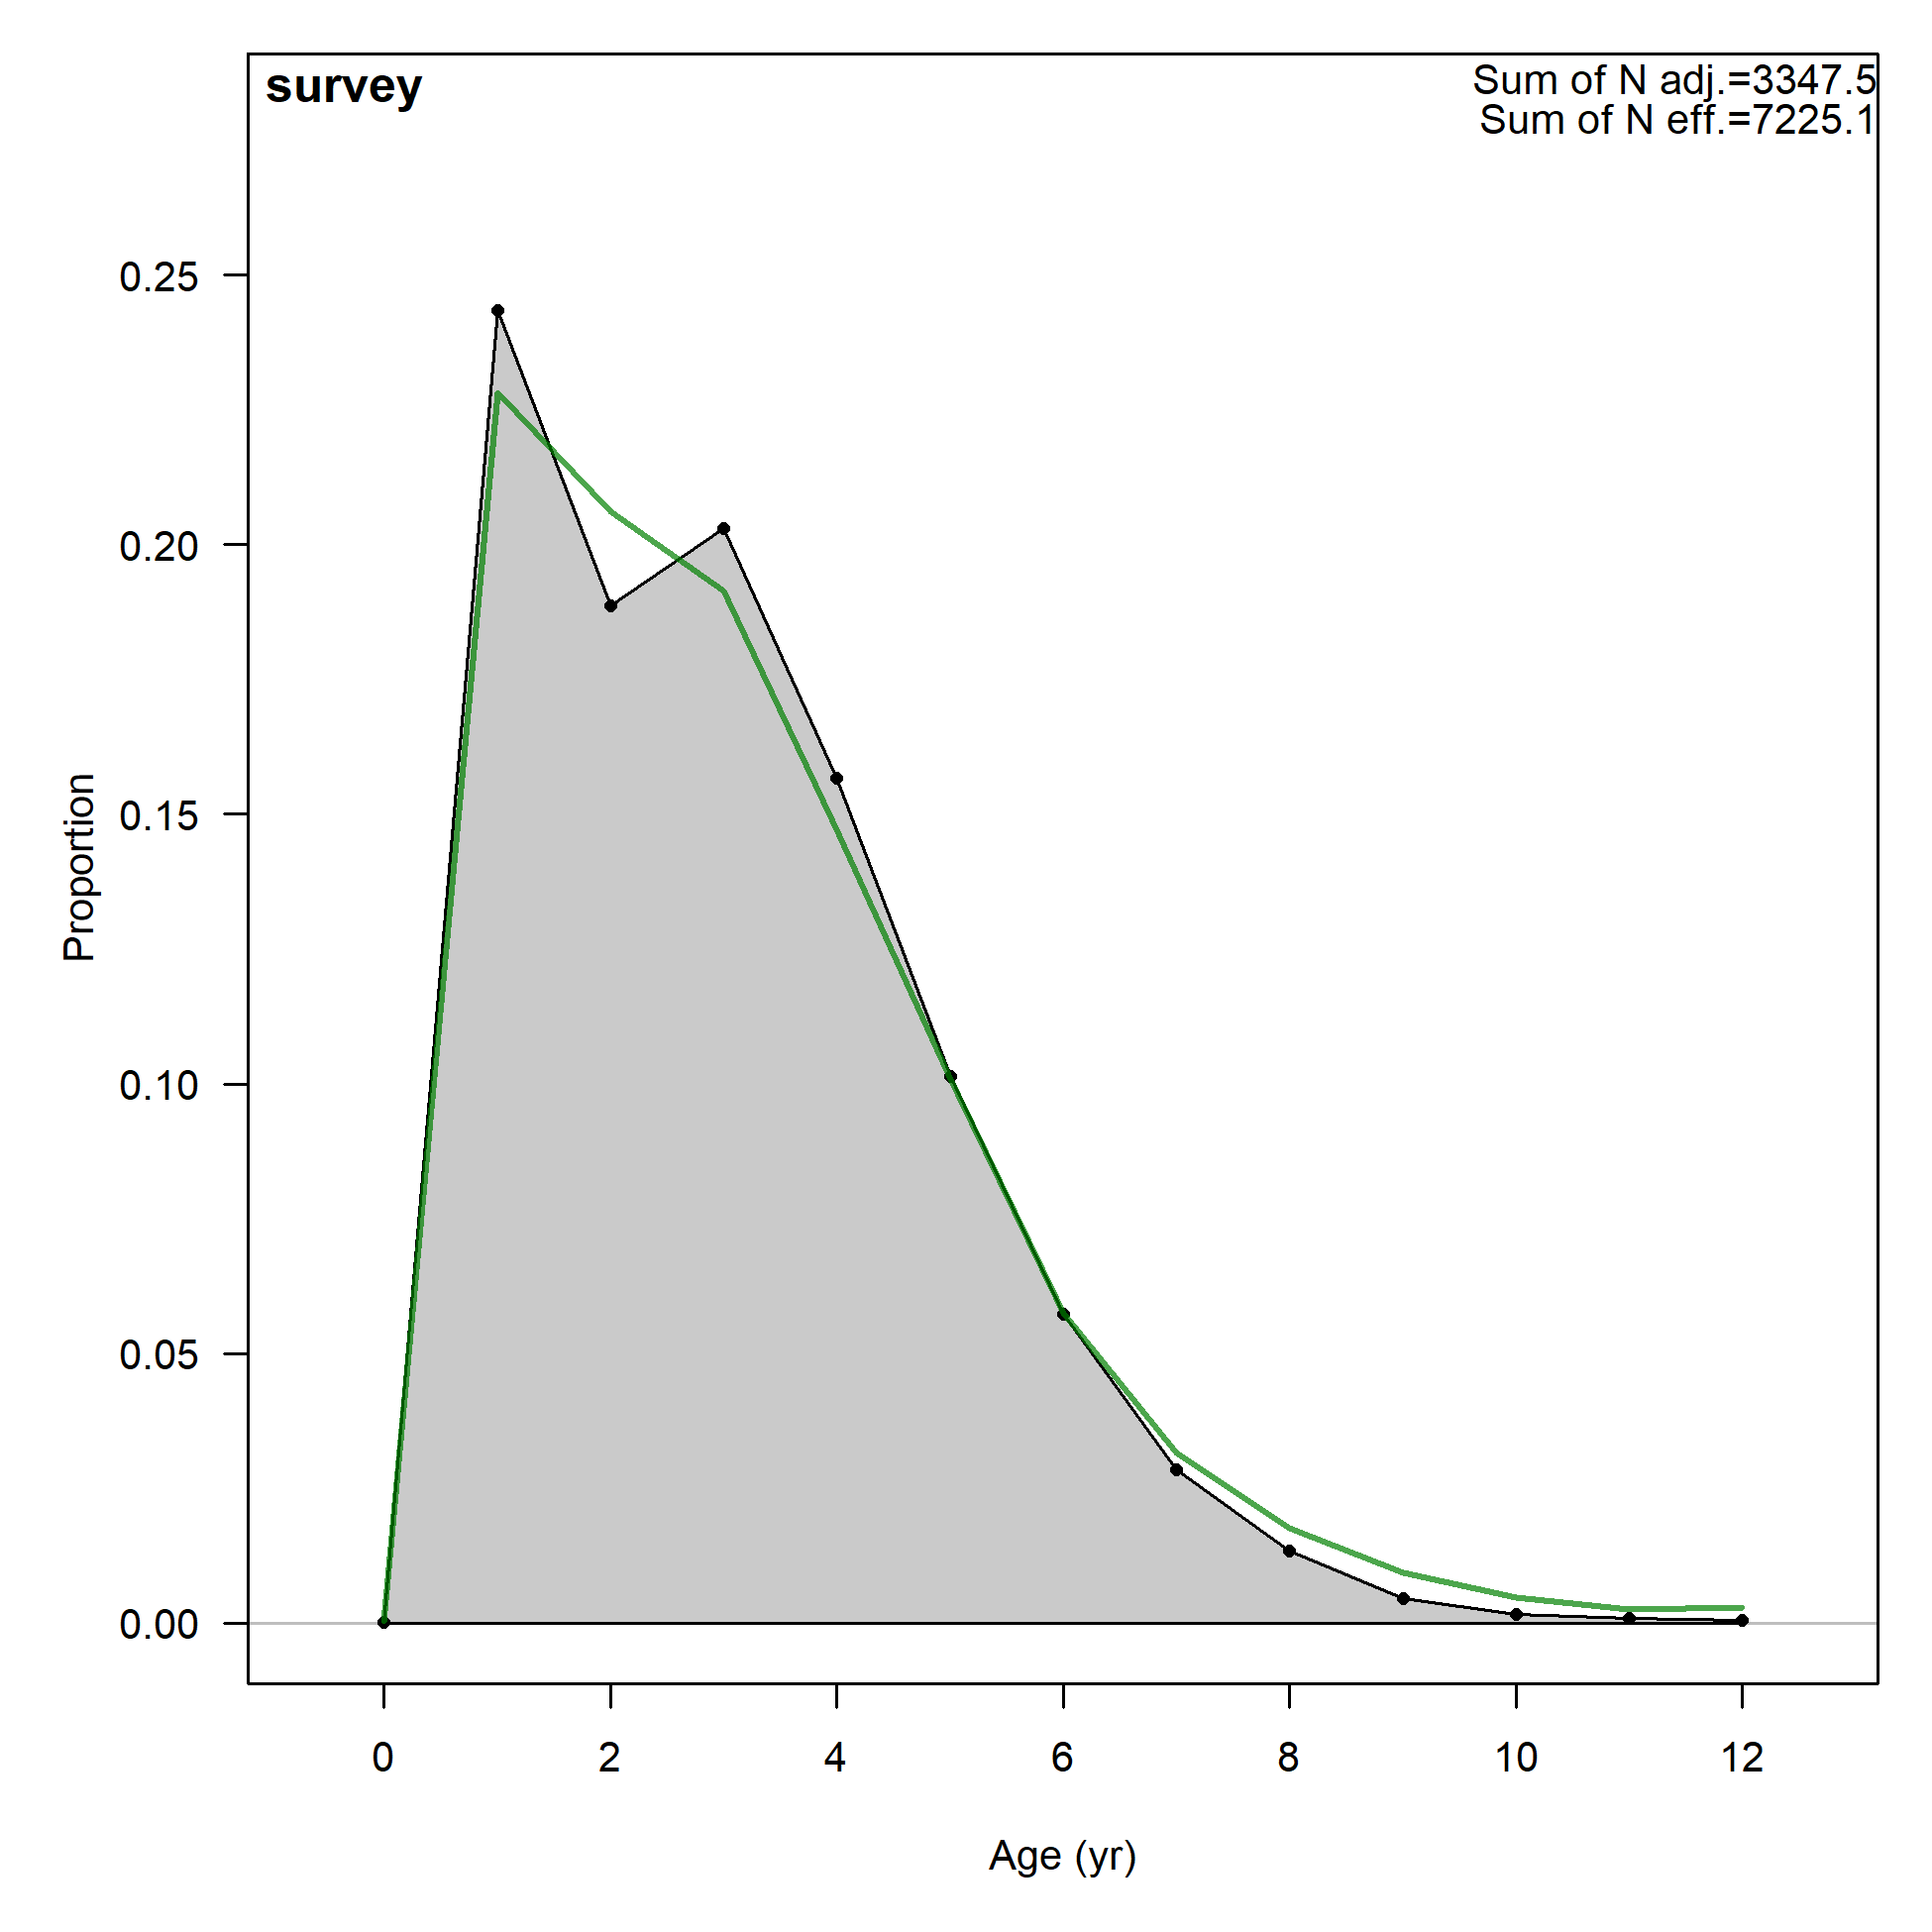 survey
Sum of N adj.=3347.5
Sum of N eff.=7225.1
Proportion
0.25
0.20
0.15
0.10
0.05
0.00
0 2 4 6 8 10 12
Age (yr)